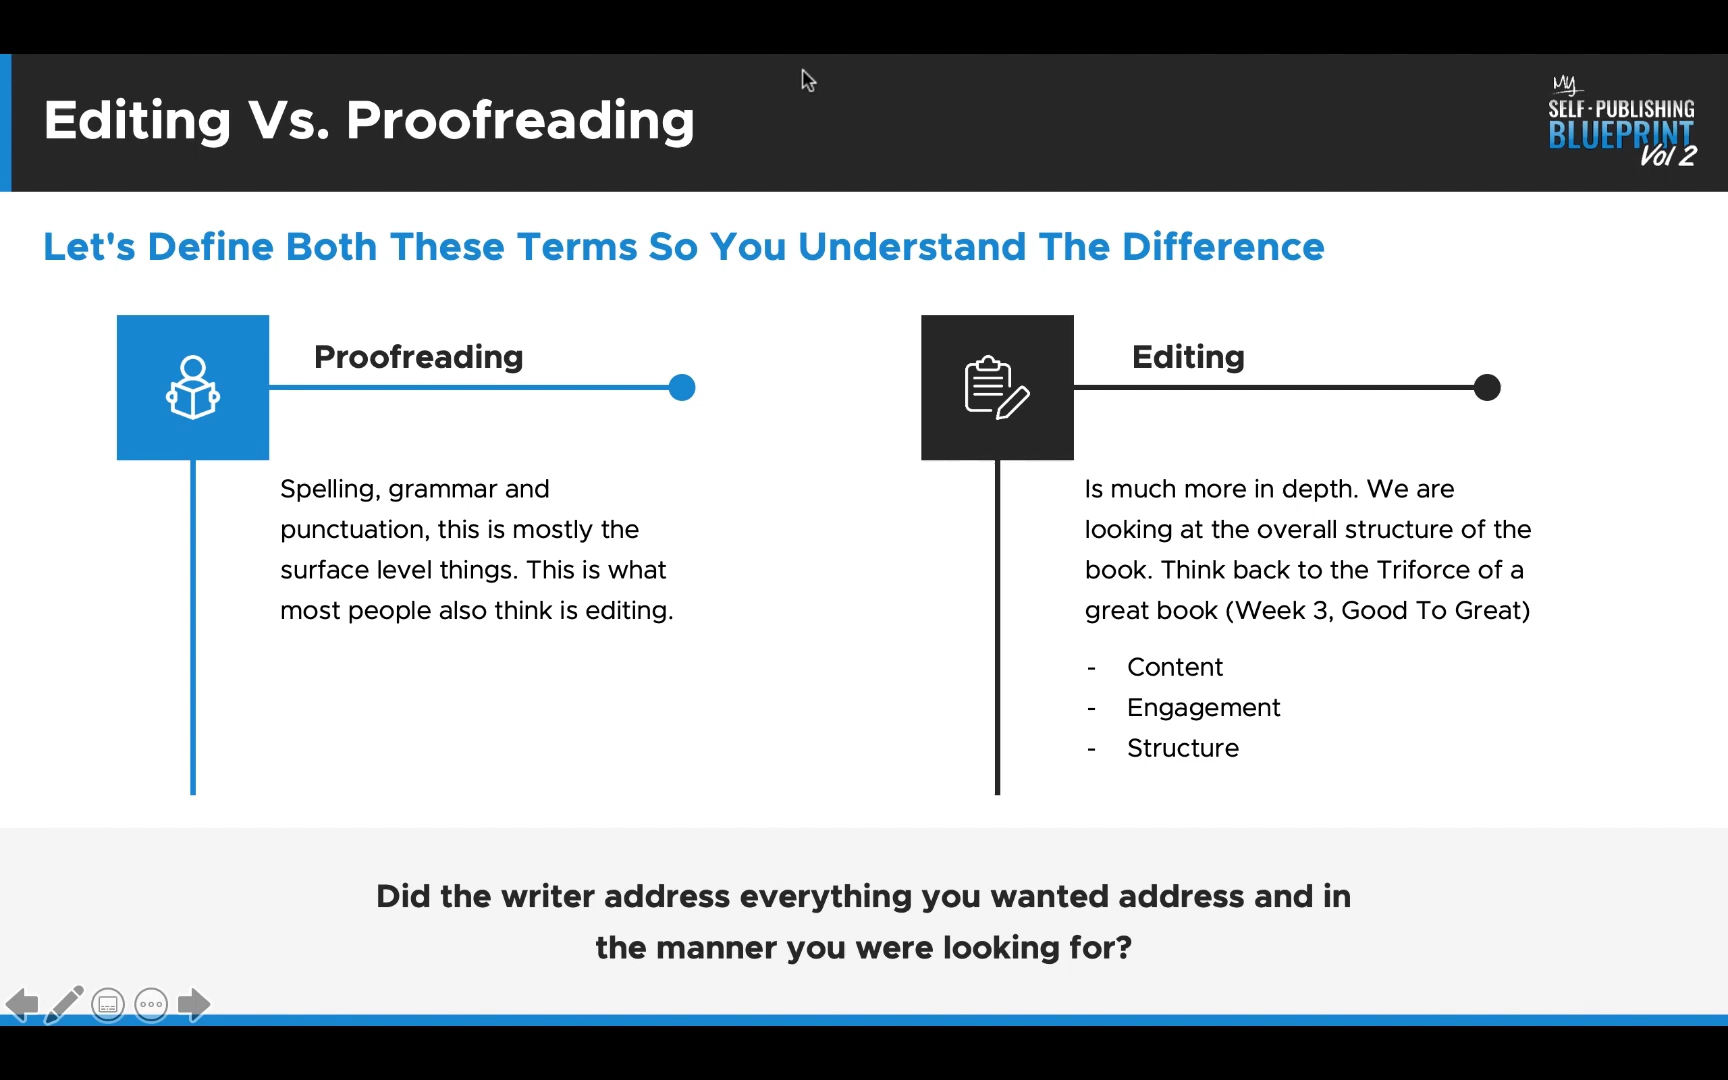 Editing Vs. Proofreading
My
SELF-PUBLISHING
BLUEPRINT
Vol 2
Let's Define Both These Terms So You Understand The Difference
Proofreading
Spelling, grammar and
punctuation, this is mostly the
surface level things. This is what
most people also think is editing.
Editing
Is much more in depth. We are
looking at the overall structure of the
book. Think back to the Triforce of a
great book (Week 3, Good To Great)
- Content
- Engagement
- Structure
Did the writer address everything you wanted address and in
the manner you were looking for?